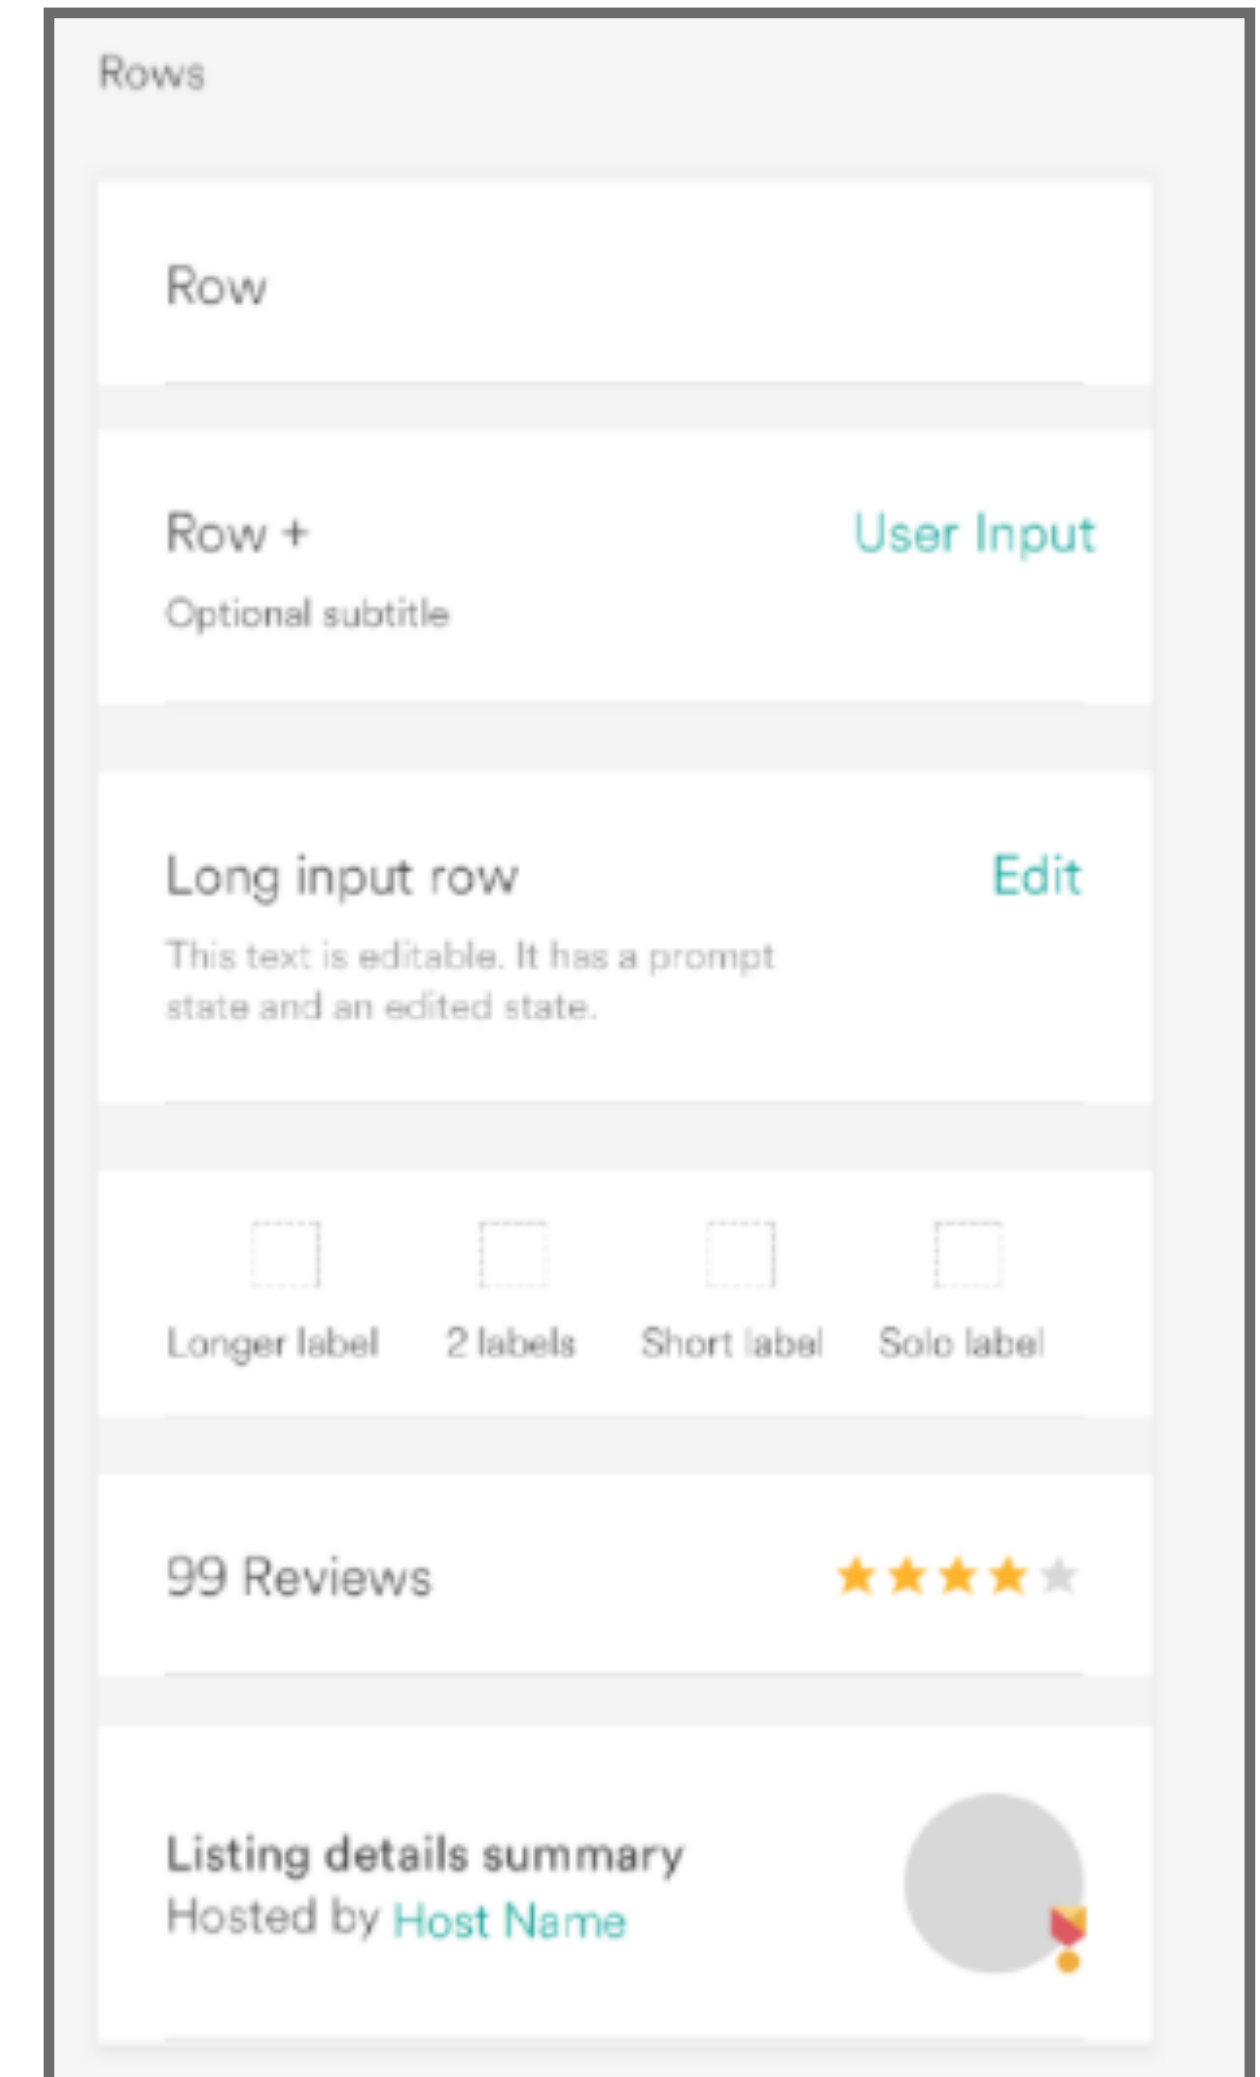 Rows
Row
Row + User Input
Optional subtitle
Long input row Edit
This text is editable. It has a prompt
state and an edited state.
Longer label 2 labels Short label Solo label
99 Reviews
Listing details summary
Hosted by Host Name